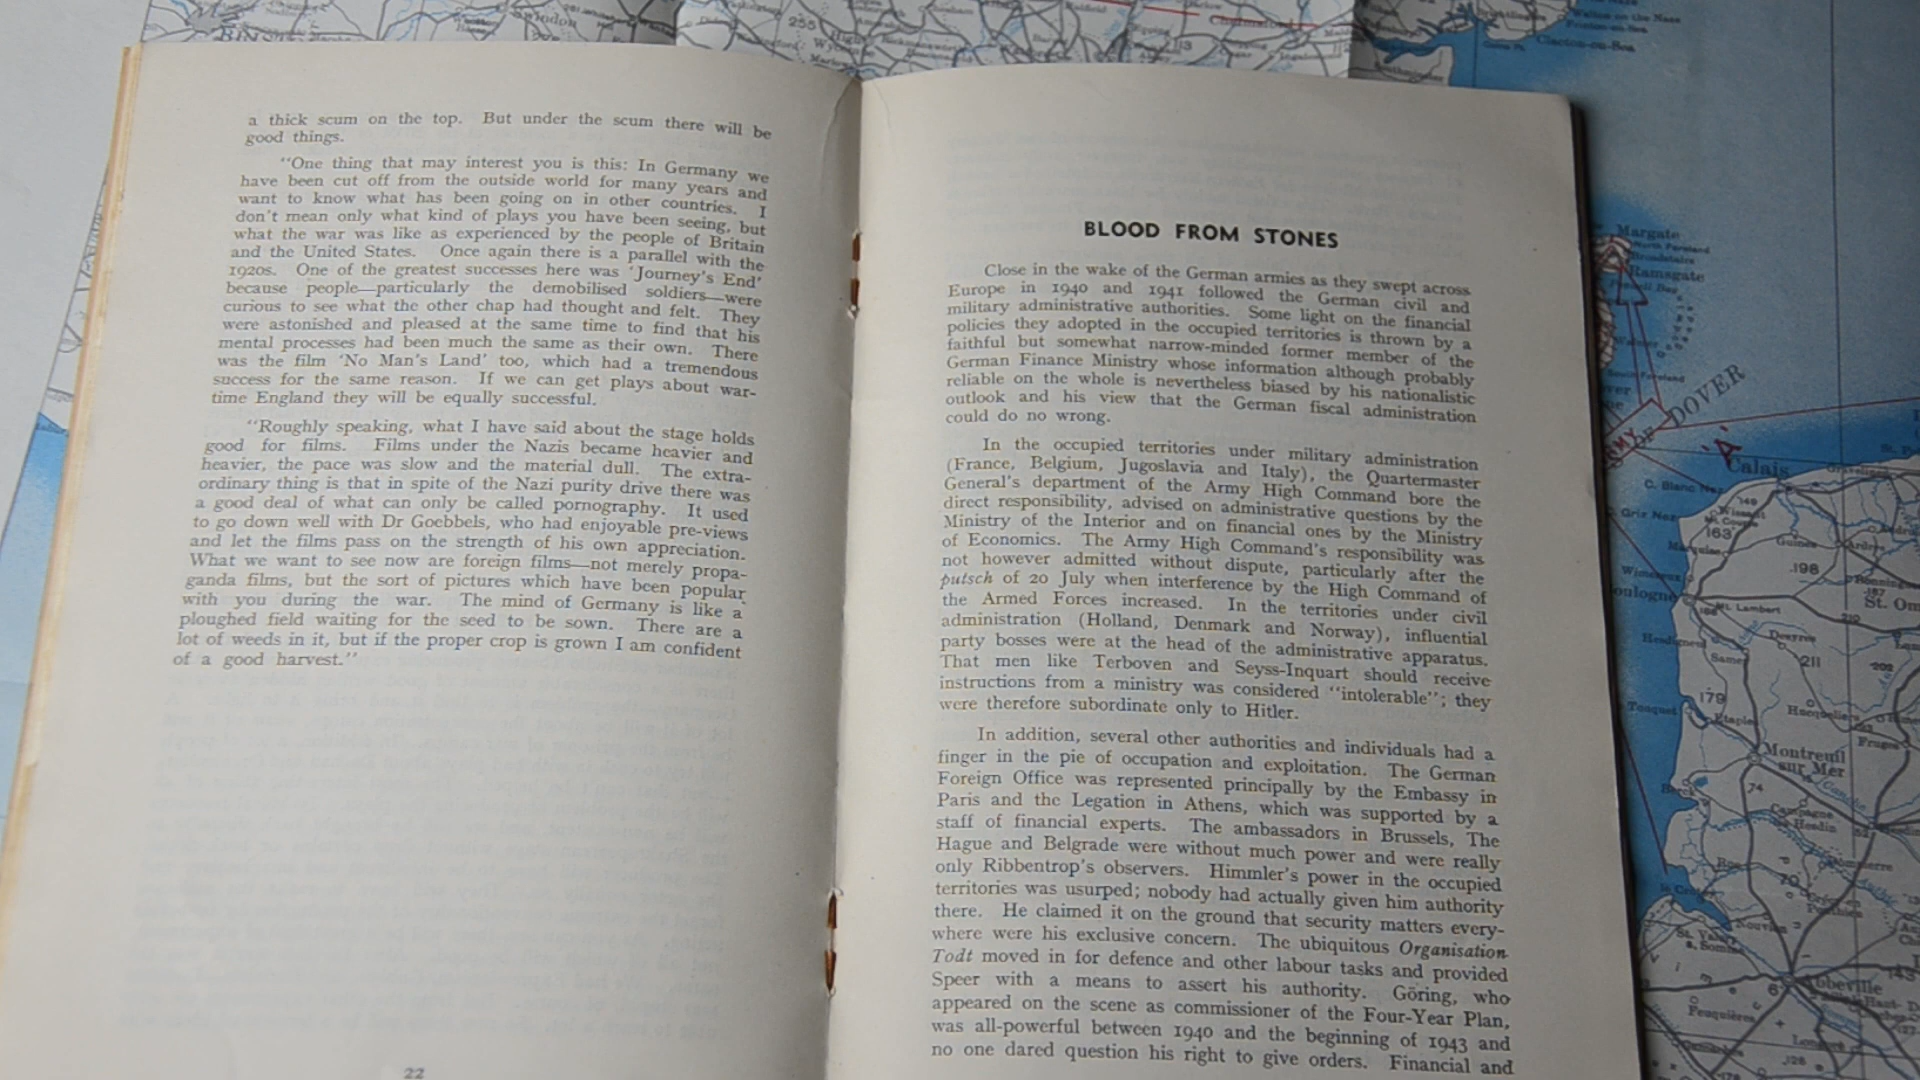 a thick scum on the top. But under the scum there will be
good things.
"One thing that may interest you is this: In Germany we
have been cut off from the outside world for many years and
want to know what has been going on in other countries. I
don't mean only what kind of plays you have been seeing, but
what the war was like as experienced by the people of Britain
and the United States. Once again there is a parallel with the
1920s. One of the greatest successes here was 'Journey's End'
because people—particularly the demobilised soldiers—were
curious to see what the other chap had thought and felt. They
were astonished and pleased at the same time to find that his
mental processes had been much the same as their own. There
was the film 'No Man's Land' too, which had a tremendous
success for the same reason. If we can get plays about war-
time England they will be equally successful.
"Roughly speaking, what I have said about the stage holds
good for films. Films under the Nazis became heavier and
heavier, the pace was slow and the material dull. The extra-
ordinary thing is that in spite of the Nazi purity drive there was
a good deal of what can only be called pornography. It used
to go down well with Dr Goebbels, who had enjoyable pre-views
and let the films pass on the strength of his own appreciation.
What we want to see now are foreign films—not merely propa-
ganda films, but the sort of pictures which have been popular
with you during the war. The mind of Germany is like a
ploughed field waiting for the seed to be sown. There are a
lot of weeds in it, but if the proper crop is grown I am confident
of a good harvest."
22
BLOOD FROM STONES
Close in the wake of the German armies as they swept across
Europe in 1940 and 1941 followed the German civil and
military administrative authorities. Some light on the financial
policies they adopted in the occupied territories is thrown by a
faithful but somewhat narrow-minded former member of the
German Finance Ministry whose information although probably
reliable on the whole is nevertheless biased by his nationalistic
outlook and his view that the German fiscal administration
could do no wrong.
In the occupied territories under military administration
(France, Belgium, Jugoslavia and Italy), the Quartermaster
General's department of the Army High Command bore the
direct responsibility, advised on administrative questions by the
Ministry of the Interior and on financial ones by the Ministry
of Economics. The Army High Command's responsibility was
not however admitted without dispute, particularly after the
putsch of 20 July when interference by the High Command of
the Armed Forces increased. In the territories under civil
administration (Holland, Denmark and Norway), influential
party bosses were at the head of the administrative apparatus.
That men like Terboven and Seyss-Inquart should receive
instructions from a ministry was considered "intolerable"; they
were therefore subordinate only to Hitler.
In addition, several other authorities and individuals had a
finger in the pie of occupation and exploitation. The German
Foreign Office was represented principally by the Embassy in
Paris and the Legation in Athens, which was supported by a
staff of financial experts. The ambassadors in Brussels, The
Hague and Belgrade were without much power and were really
only Ribbentrop's observers. Himmler's power in the occupied
territories was usurped; nobody had actually given him authority
there. He claimed it on the ground that security matters every-
where were his exclusive concern. The ubiquitous Organisation
Todt moved in for defence and other labour tasks and provided
Speer with a means to assert his authority. Göring, who
appeared on the scene as commissioner of the Four-Year Plan,
was all-powerful between 1940 and the beginning of 1943 and
no one dared question his right to give orders. Financial and
255
113
Clacton-on-Sea
Margate
Broadstairs
Ramsgate
DOVER
'A'
Calais
C. Blanc Nez
Griz Nez
163
198
Mt. Lambert
Desvres
Samer
211
202
179
Etaples
Montreuil
sur Mer
74
Campagne
Hesdin
Canche
Abbeville
143